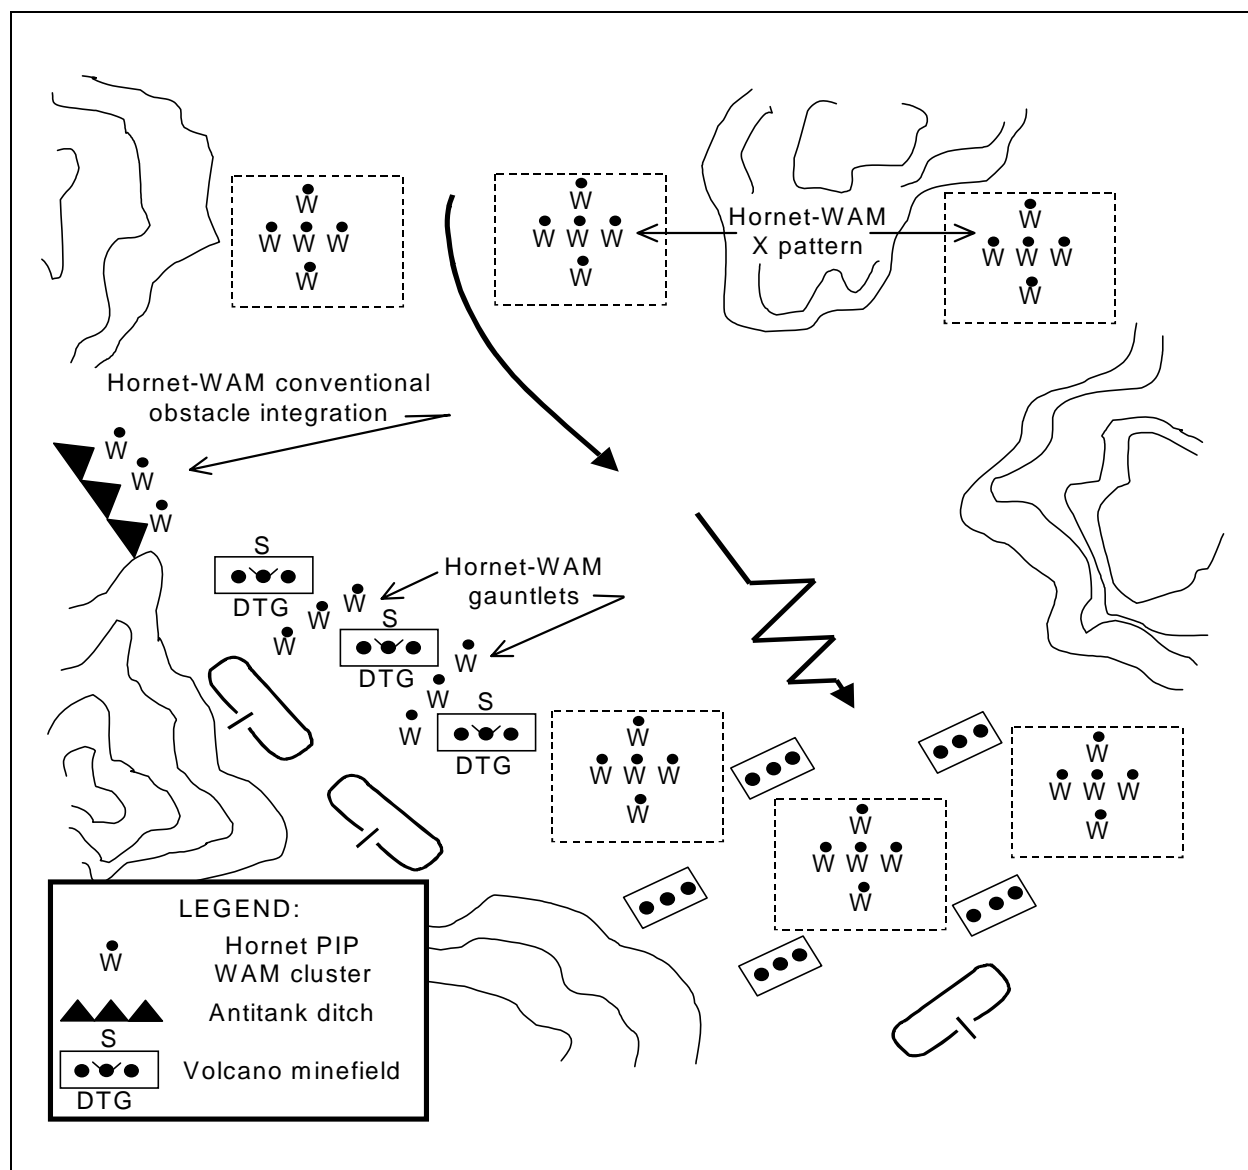 W
W W W
W
W
W W W
W
Hornet-WAM
X pattern
W
W W W
W
Hornet-WAM conventional
obstacle integration
W
W
W
S
DTG
Hornet-WAM
gauntlets
W
W
W
S
DTG
W
W
W
S
DTG
W
W W W
W
W
W W W
W
W
W W W
W
LEGEND:
W
Hornet PIP
WAM cluster
Antitank ditch
S
Volcano minefield
DTG